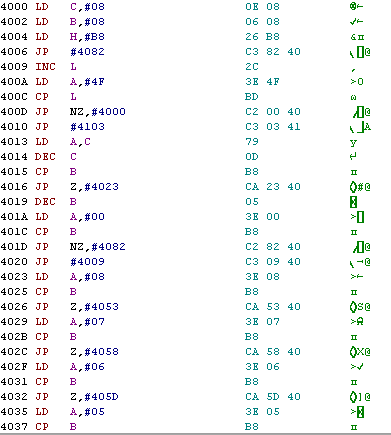 4000 LD C,#08 0E 08
4002 LD B,#08 06 08
4004 LD H,#B8 26 B8 &
4006 JP #4082 C3 82 40 @
4009 INC L 2C ,
400A LD A,#4F 3E 4F >O
400C CP L BD
400D JP NZ,#4000 C2 00 40 @
4010 JP #4103 C3 03 41 A
4013 LD A,C 79 y
4014 DEC C 0D
4015 CP B B8
4016 JP Z,#4023 CA 23 40 #@
4019 DEC B 05
401A LD A,#00 3E 00 >
401C CP B B8
401D JP NZ,#4082 C2 82 40 @
4020 JP #4009 C3 09 40 @
4023 LD A,#08 3E 08 >
4025 CP B B8
4026 JP Z,#4053 CA 53 40 S@
4029 LD A,#07 3E 07 >
402B CP B B8
402C JP Z,#4058 CA 58 40 X@
402F LD A,#06 3E 06 >
4031 CP B B8
4032 JP Z,#405D CA 5D 40 ]@
4035 LD A,#05 3E 05 >
4037 CP B B8